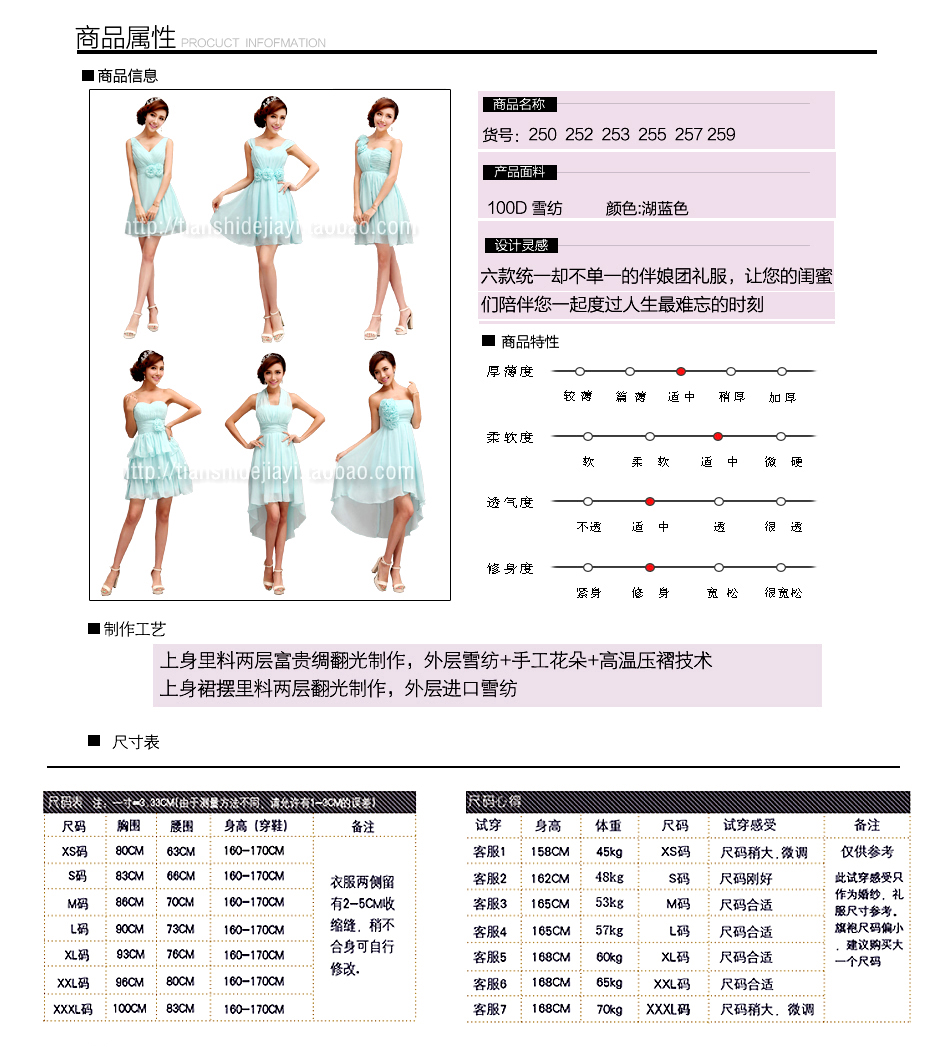 商品属性 PROCUCT INFOFMATION
■ 商品信息
http://tianshidejiayi.taobao.com
http://tianshidejiayi.taobao.com
商品名称
货号：250 252 253 255 257 259
产品面料
100D 雪纺 颜色:湖蓝色
设计灵感
六款统一却不单一的伴娘团礼服，让您的闺蜜
们陪伴您一起度过人生最难忘的时刻
■ 商品特性
厚薄度
较薄 篇薄 适中 稍厚 加厚
柔软度
软 柔软 适中 微硬
透气度
不透 适中 透 很透
修身度
紧身 修身 宽松 很宽松
■ 制作工艺
上身里料两层富贵绸翻光制作，外层雪纺+手工花朵+高温压褶技术
上身裙摆里料两层翻光制作，外层进口雪纺
■ 尺寸表
尺码表 注：一寸=3.33CM(由于测量方法不同，请允许有1-3CM的误差)
尺码 胸围 腰围 身高（穿鞋） 备注
XS码 80CM 63CM 160-170CM
S码 83CM 66CM 160-170CM
M码 86CM 70CM 160-170CM
L码 90CM 73CM 160-170CM
XL码 93CM 76CM 160-170CM
XXL码 96CM 80CM 160-170CM
XXXL码 100CM 83CM 160-170CM
衣服两侧留
有2-5CM收
缩缝，稍不
合身可自行
修改.
尺码心得
试穿 身高 体重 尺码 试穿感受 备注
客服1 158CM 45kg XS码 尺码稍大.微调
客服2 162CM 48kg S码 尺码刚好
客服3 165CM 53kg M码 尺码合适
客服4 165CM 57kg L码 尺码合适
客服5 168CM 60kg XL码 尺码合适
客服6 168CM 65kg XXL码 尺码合适
客服7 168CM 70kg XXXL码 尺码稍大．微调
仅供参考
此试穿感受只
作为婚纱，礼
服尺寸参考。
旗袍尺码偏小
．建议购买大
一个尺码